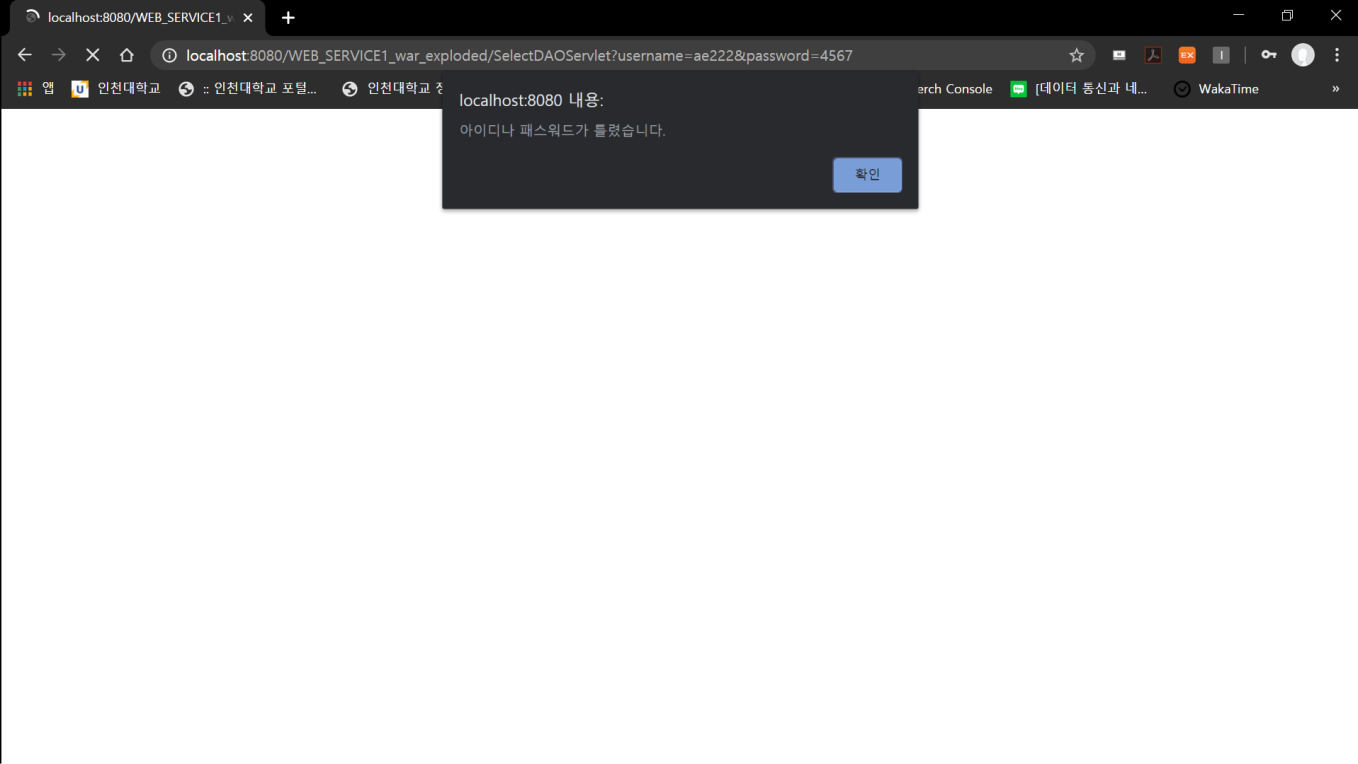 localhost:8080/WEB_SERVICE1_w
localhost:8080/WEB_SERVICE1_war_exploded/SelectDAOServlet?username=ae222&password=4567
앱 인천대학교 :: 인천대학교 포털... 인천대학교 Console [데이터 통신과 네... WakaTime »
localhost:8080 내용:
아이디나 패스워드가 틀렸습니다.
확인